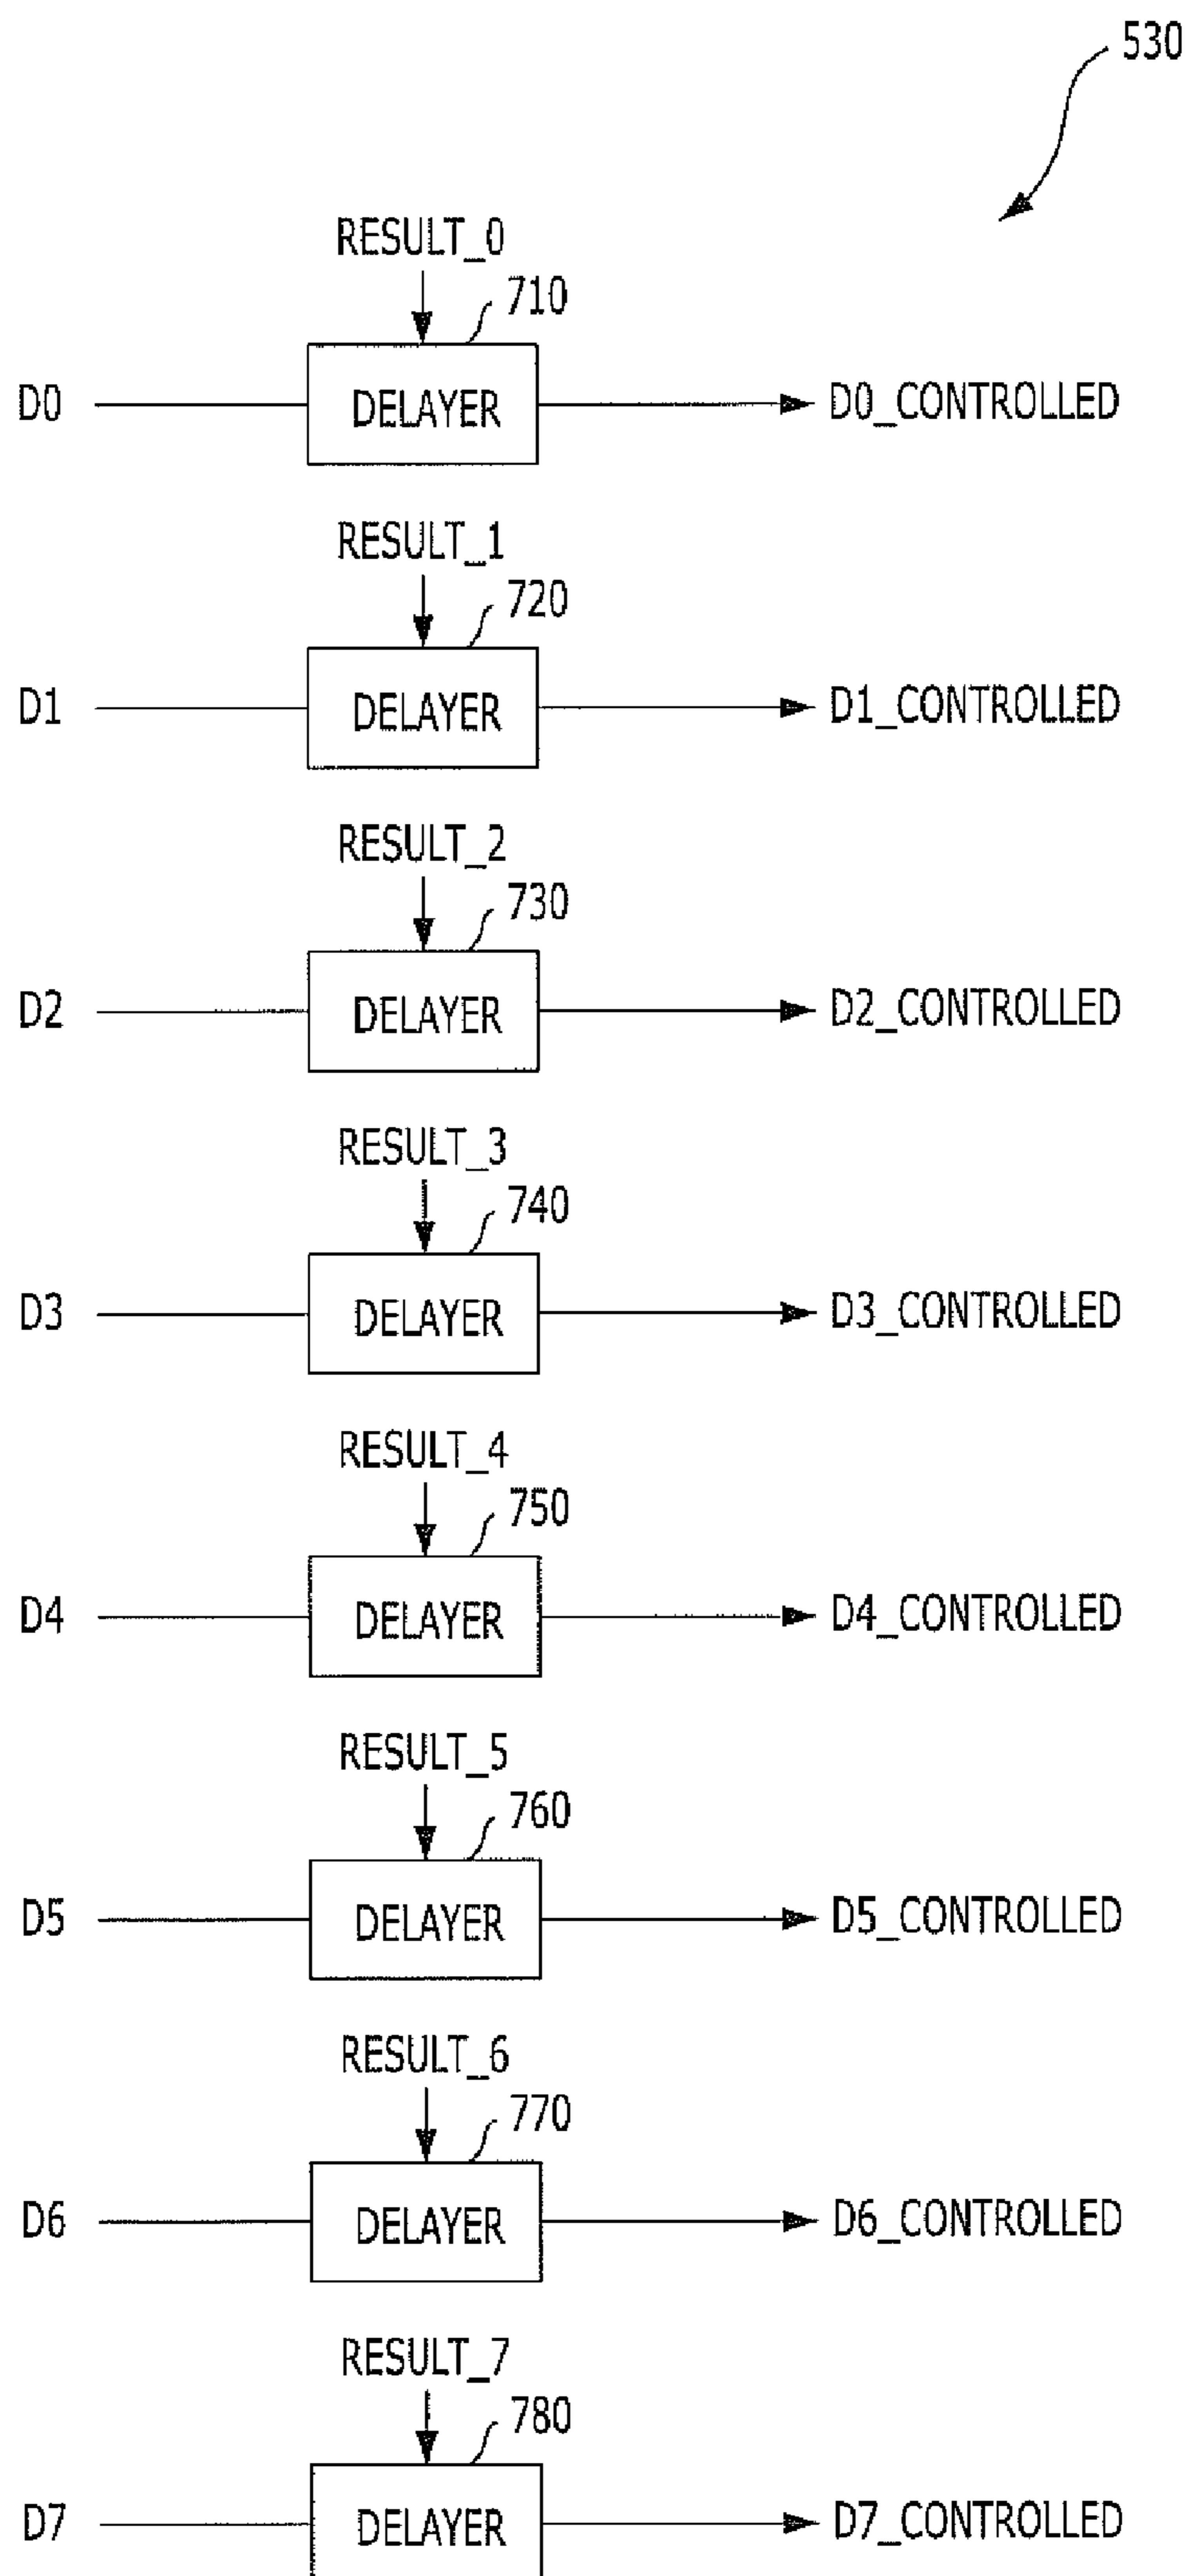 530
RESULT_0
710
D0 DELAYER D0_CONTROLLED
RESULT_1
720
D1 DELAYER D1_CONTROLLED
RESULT_2
730
D2 DELAYER D2_CONTROLLED
RESULT_3
740
D3 DELAYER D3_CONTROLLED
RESULT_4
750
D4 DELAYER D4_CONTROLLED
RESULT_5
760
D5 DELAYER D5_CONTROLLED
RESULT_6
770
D6 DELAYER D6_CONTROLLED
RESULT_7
780
D7 DELAYER D7_CONTROLLED